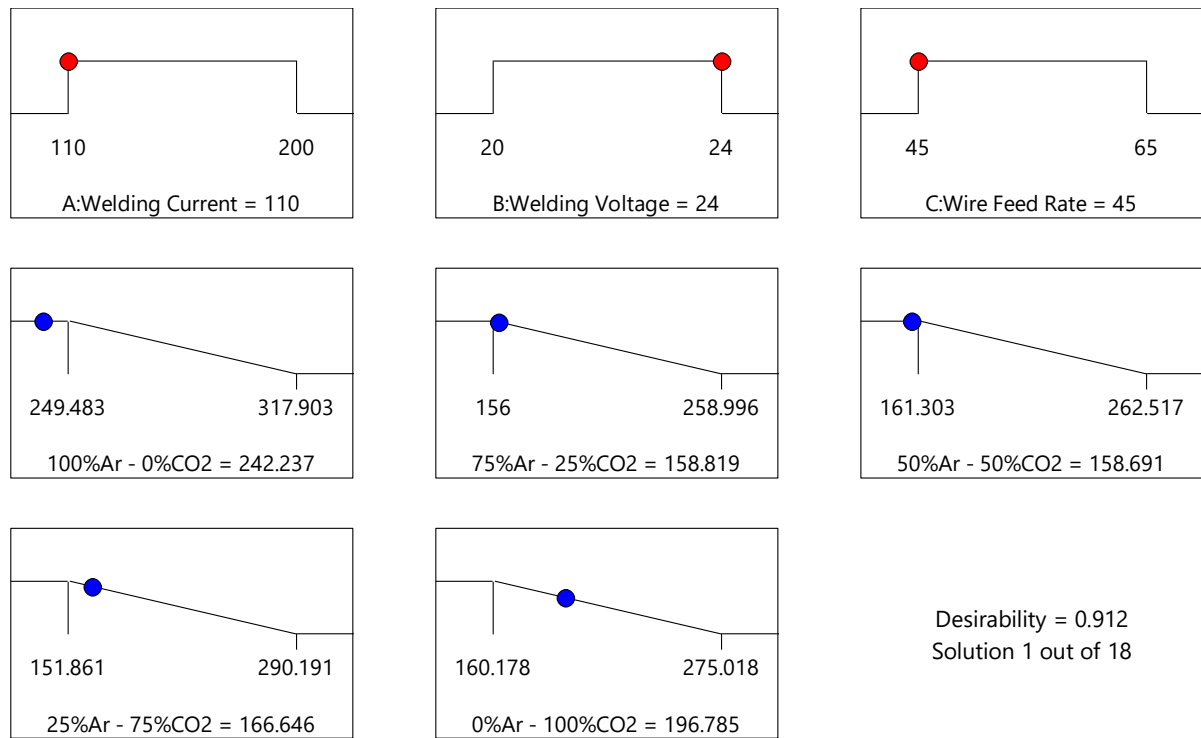 110 200
A:Welding Current = 110
20 24
B:Welding Voltage = 24
45 65
C:Wire Feed Rate = 45
249.483 317.903
100%Ar - 0%CO2 = 242.237
156 258.996
75%Ar - 25%CO2 = 158.819
161.303 262.517
50%Ar - 50%CO2 = 158.691
151.861 290.191
25%Ar - 75%CO2 = 166.646
160.178 275.018
0%Ar - 100%CO2 = 196.785
Desirability = 0.912
Solution 1 out of 18